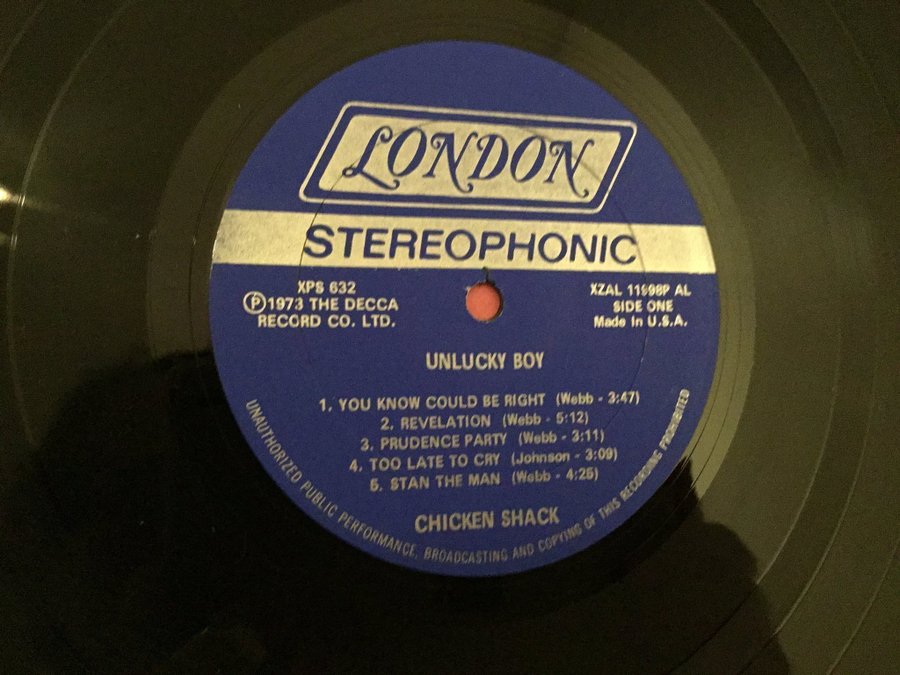 LONDON
STEREOPHONIC
XPS 632
Ⓟ1973 THE DECCA
RECORD CO. LTD.
XZAL 11998P AL
SIDE ONE
Made in U.S.A.
UNLUCKY BOY
1. YOU KNOW COULD BE RIGHT (Webb - 3:47)
2. REVELATION (Webb - 5:12)
3. PRUDENCE PARTY (Webb - 3:11)
4. TOO LATE TO CRY (Johnson - 3:09)
5. STAN THE MAN (Webb - 4:25)
CHICKEN SHACK
UNAUTHORIZED PUBLIC PERFORMANCE, BROADCASTING AND COPYING OF THIS RECORDING PROHIBITED